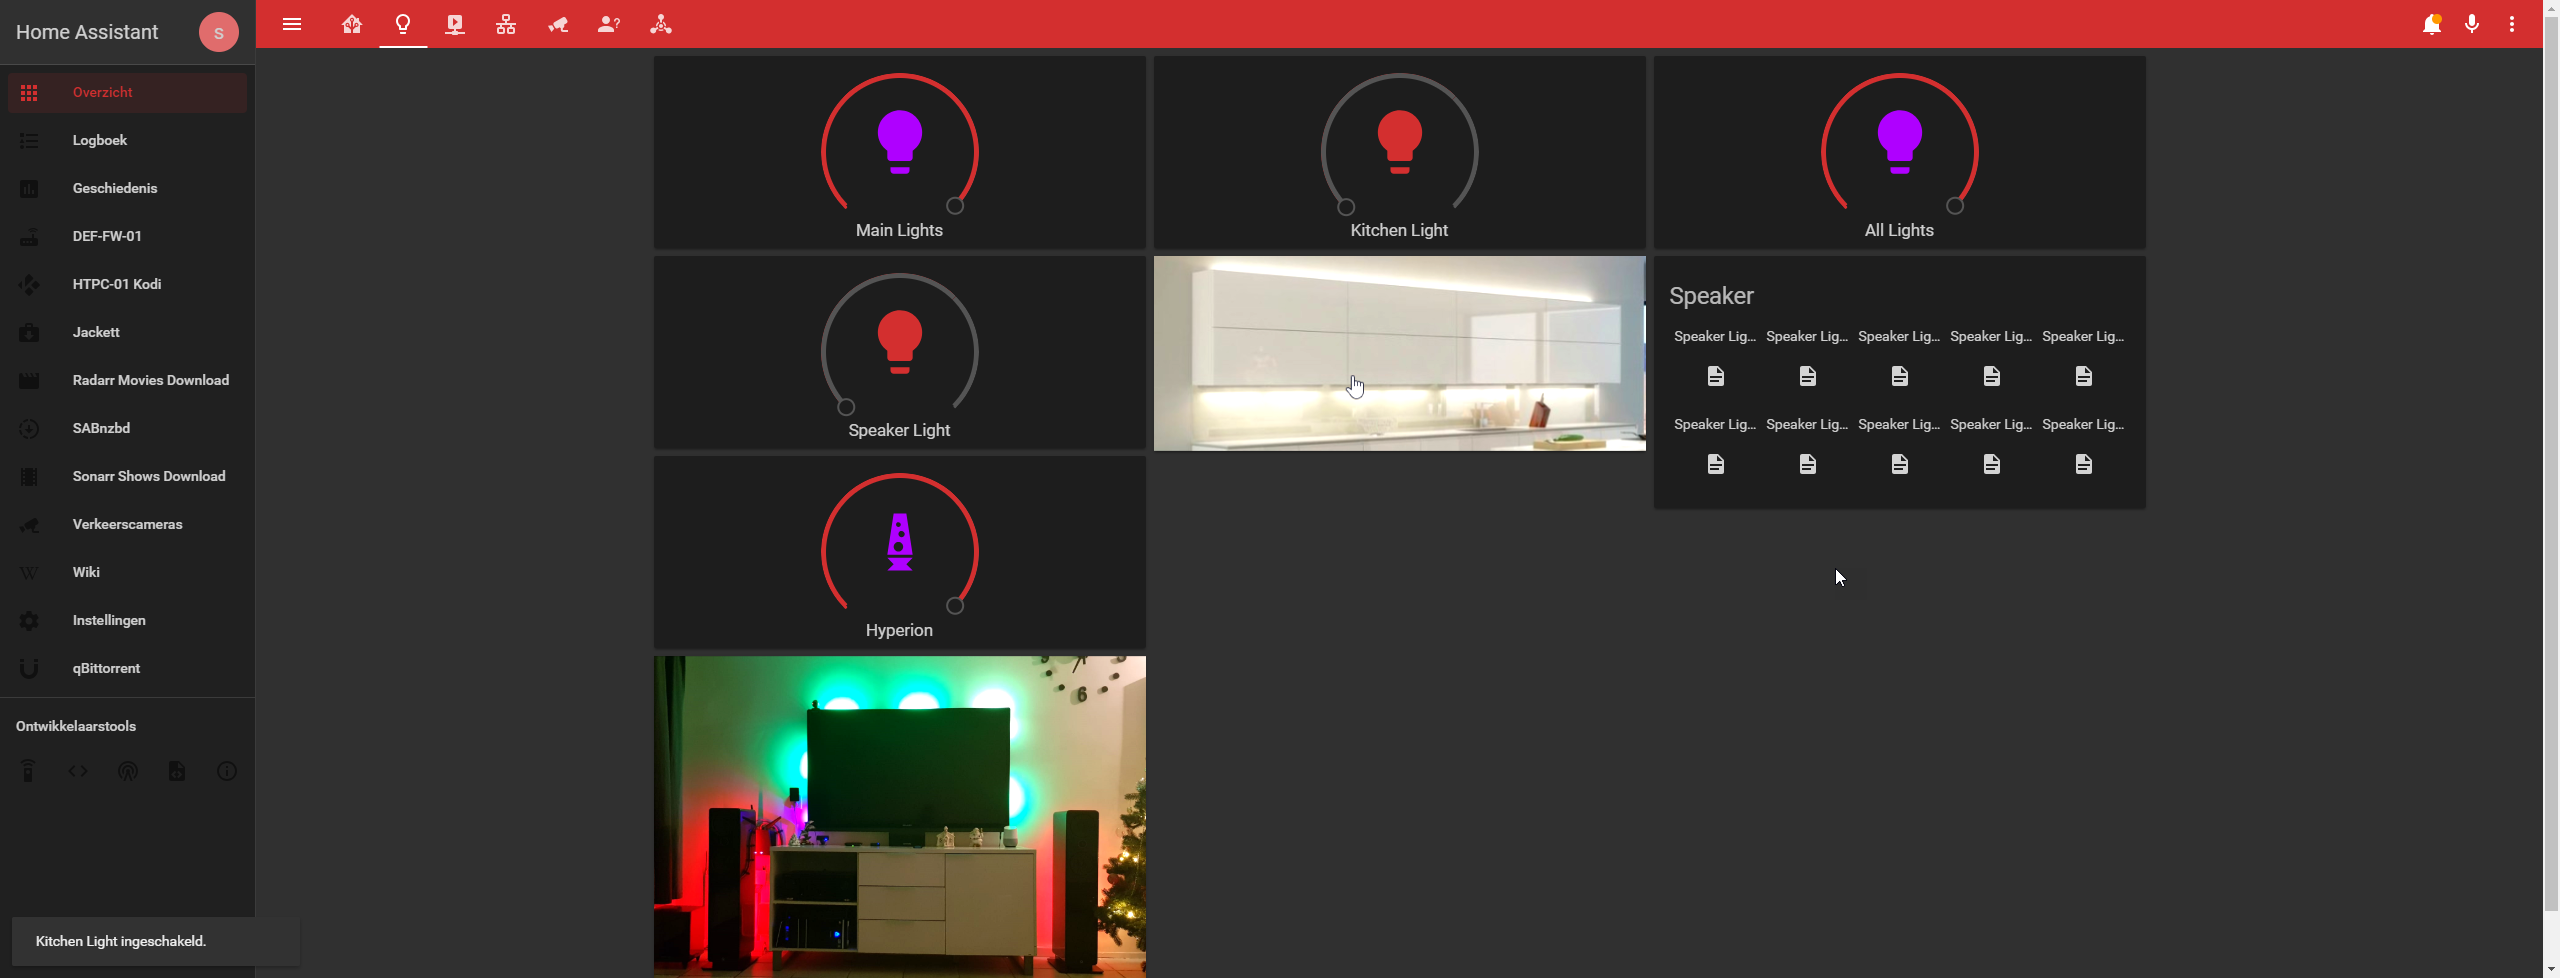 Home Assistant
S
Overzicht
Logboek
Geschiedenis
DEF-FW-01
HTPC-01 Kodi
Jackett
Radarr Movies Download
SABnzbd
Sonarr Shows Download
Verkeerscameras
Wiki
Instellingen
qBittorrent
Ontwikkelaarstools
Kitchen Light ingeschakeld.
Main Lights
Kitchen Light
All Lights
Speaker Light
Speaker
Speaker Lig... Speaker Lig... Speaker Lig... Speaker Lig... Speaker Lig...
Speaker Lig... Speaker Lig... Speaker Lig... Speaker Lig... Speaker Lig...
Hyperion
6